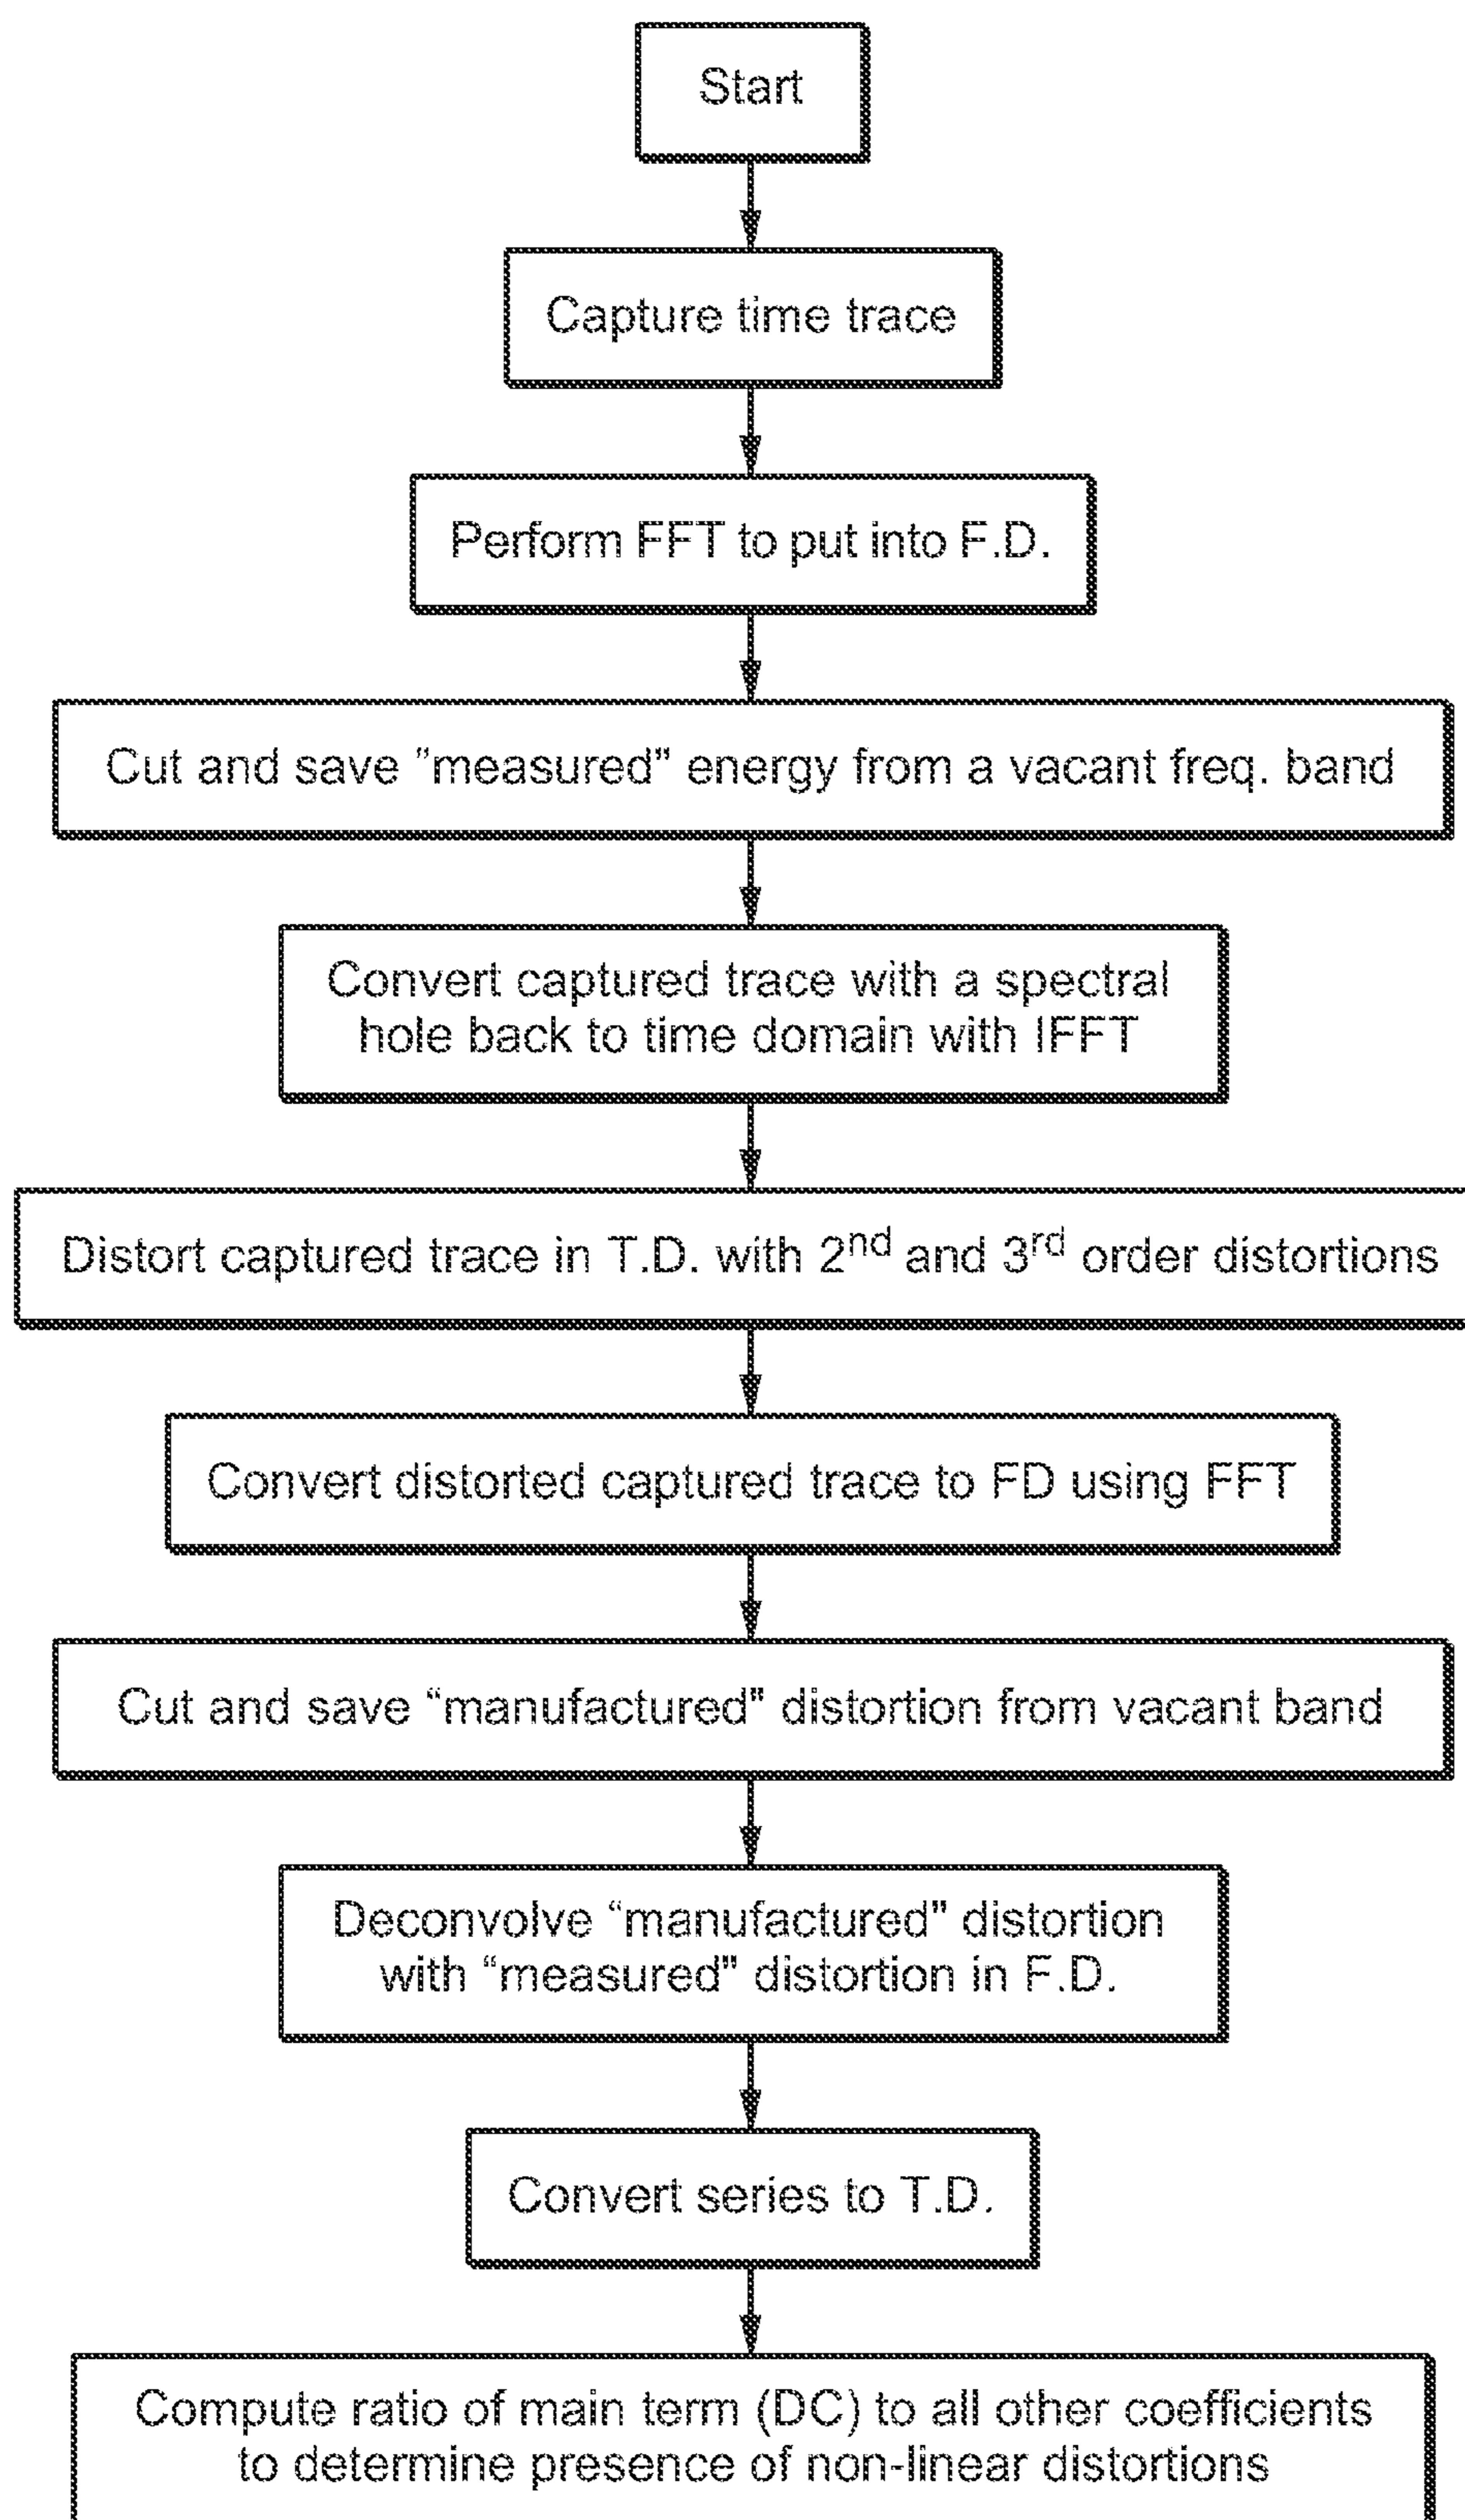 Start
Capture time trace
Perform FFT to put into F.D.
Cut and save "measured" energy from a vacant freq. band
Convert captured trace with a spectral
hole back to time domain with IFFT
Distort captured trace in T.D. with 2nd and 3rd order distortions
Convert distorted captured trace to FD using FFT
Cut and save “manufactured" distortion from vacant band
Deconvolve “manufactured" distortion
with “measured" distortion in F.D.
Convert series to T.D.
Compute ratio of main term (DC) to all other coefficients
to determine presence of non-linear distortions